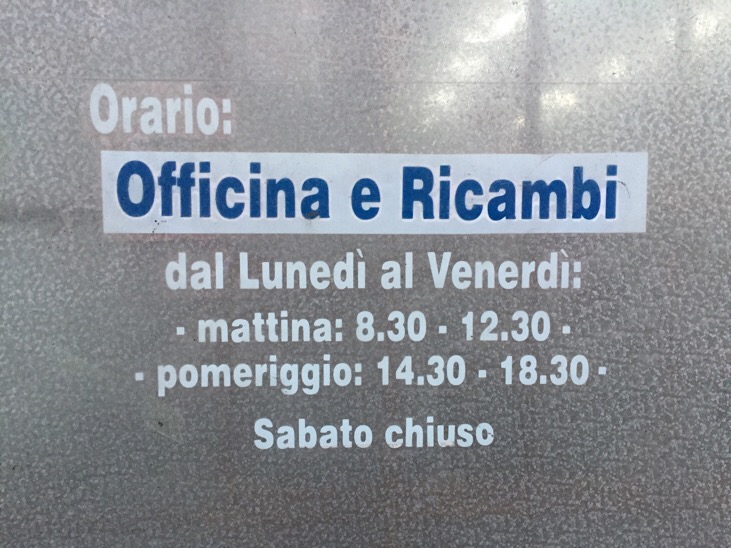 Orario:
Officina e Ricambi
dal Lunedì al Venerdì:
- mattina: 8.30 - 12.30 -
- pomeriggio: 14.30 - 18.30 -
Sabato chiuso